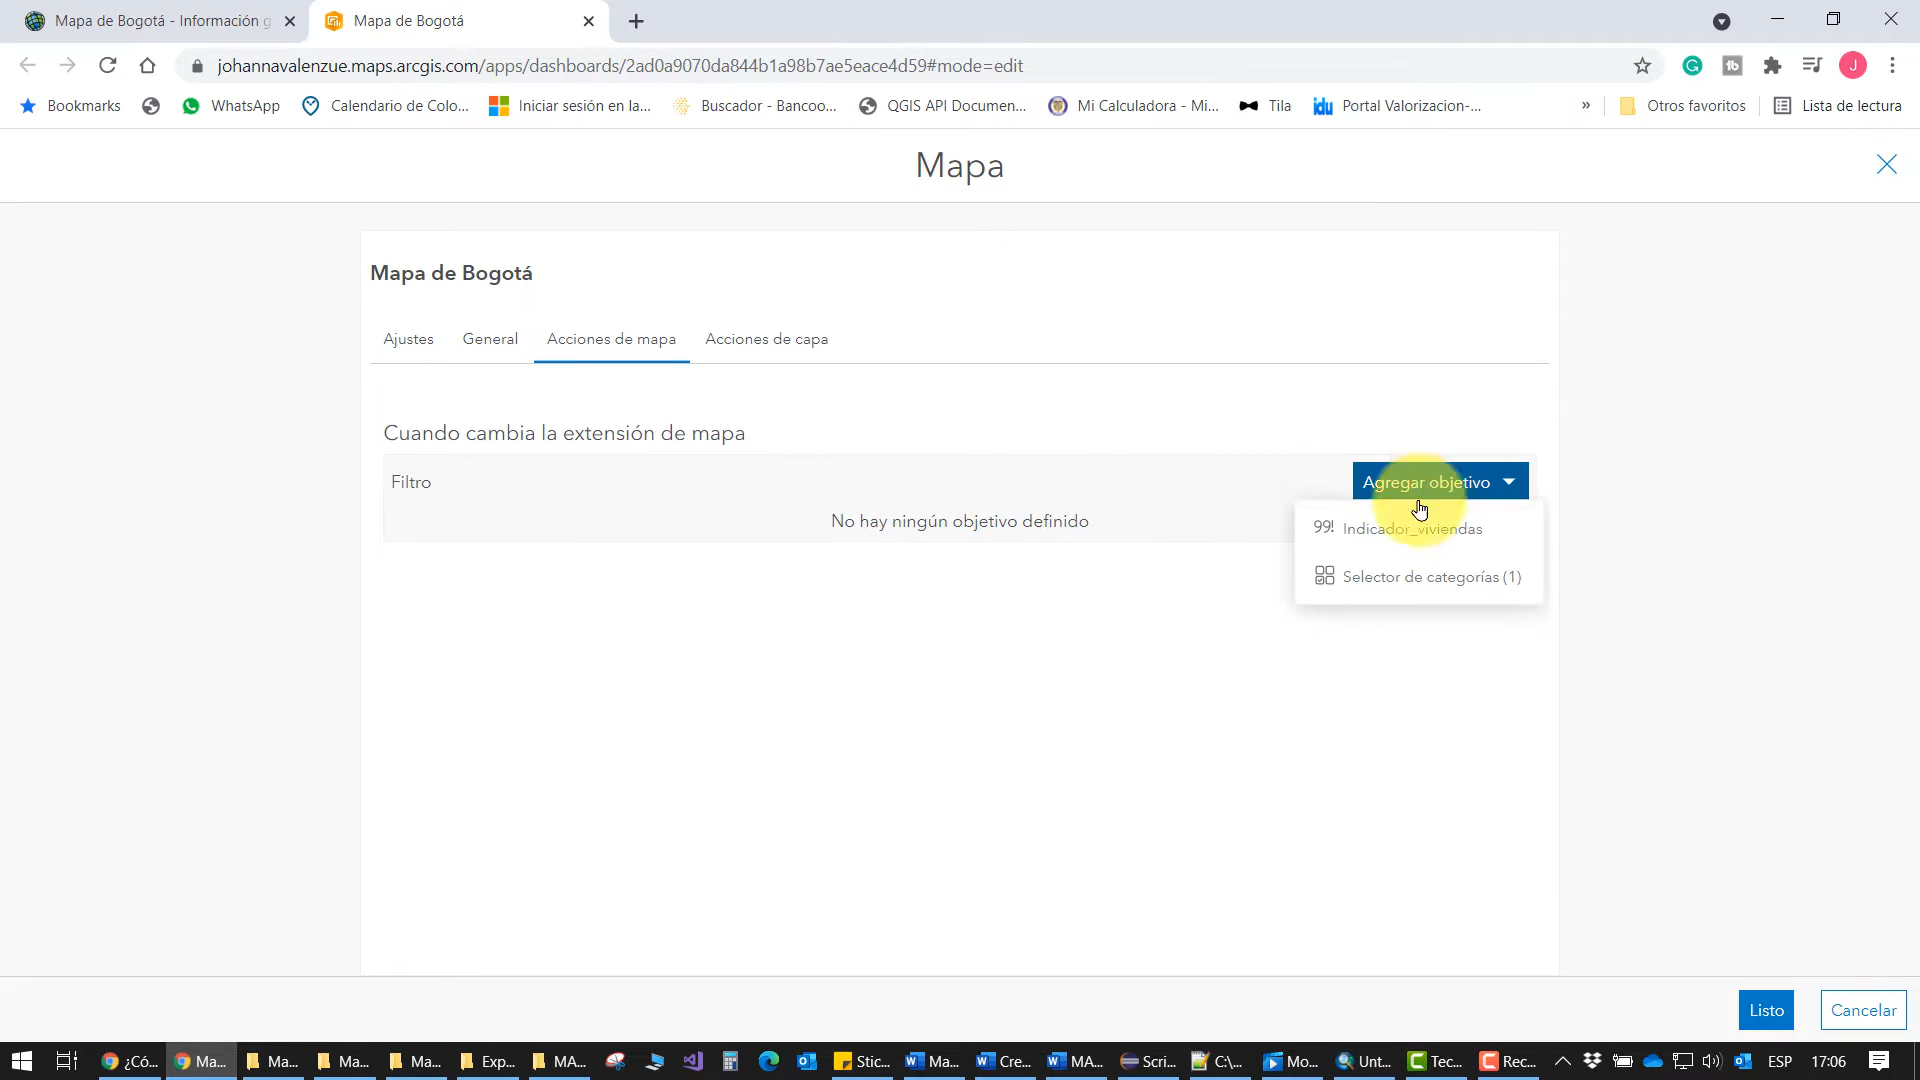 Mapa de Bogotá - Información g
Mapa de Bogotá
johannavalenzue.maps.arcgis.com/apps/dashboards/2ad0a9070da844b1a98b7ae5eace4d59#mode=edit
J
Bookmarks
WhatsApp
Calendario de Colo...
Iniciar sesión en la...
Buscador - Bancoo...
QGIS API Documen...
Mi Calculadora - Mi...
Tila
idu
Portal Valorizacion-...
»
Otros favoritos
Lista de lectura
Mapa
Mapa de Bogotá
Ajustes
General
Acciones de mapa
Acciones de capa
Cuando cambia la extensión de mapa
Filtro
Agregar objetivo
No hay ningún objetivo definido
99! Indicador_viviendas
Selector de categorías (1)
Listo
Cancelar
¿Có...
Ma...
Ma...
Ma...
Ma...
Exp...
MA...
Stic...
Ma...
Cre...
MA...
Scri...
C:\...
Mo...
Unt...
Tec...
Rec...
ESP
17:06